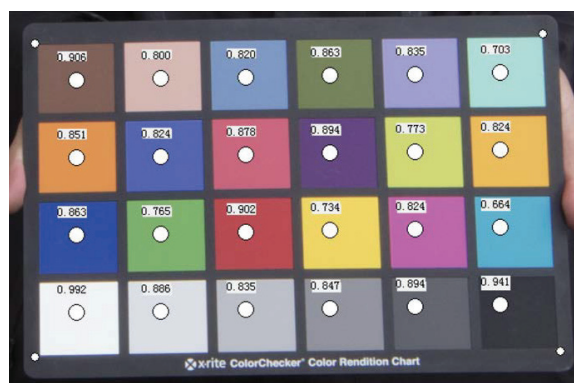 0.906 0.800 0.820 0.863 0.835 0.703
0.851 0.824 0.878 0.894 0.773 0.824
0.863 0.765 0.902 0.734 0.824 0.664
0.992 0.886 0.835 0.847 0.894 0.941
x-rite ColorChecker® Color Rendition Chart